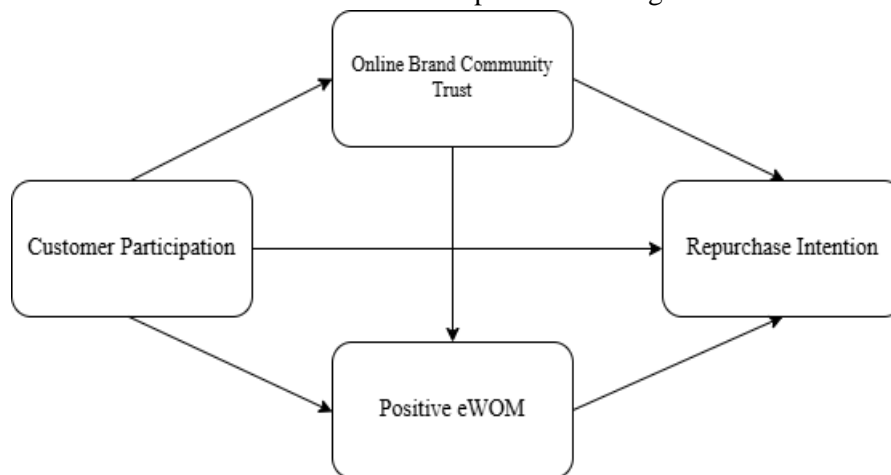 Online Brand Community
Trust
Customer Participation
Repurchase Intention
Positive eWOM